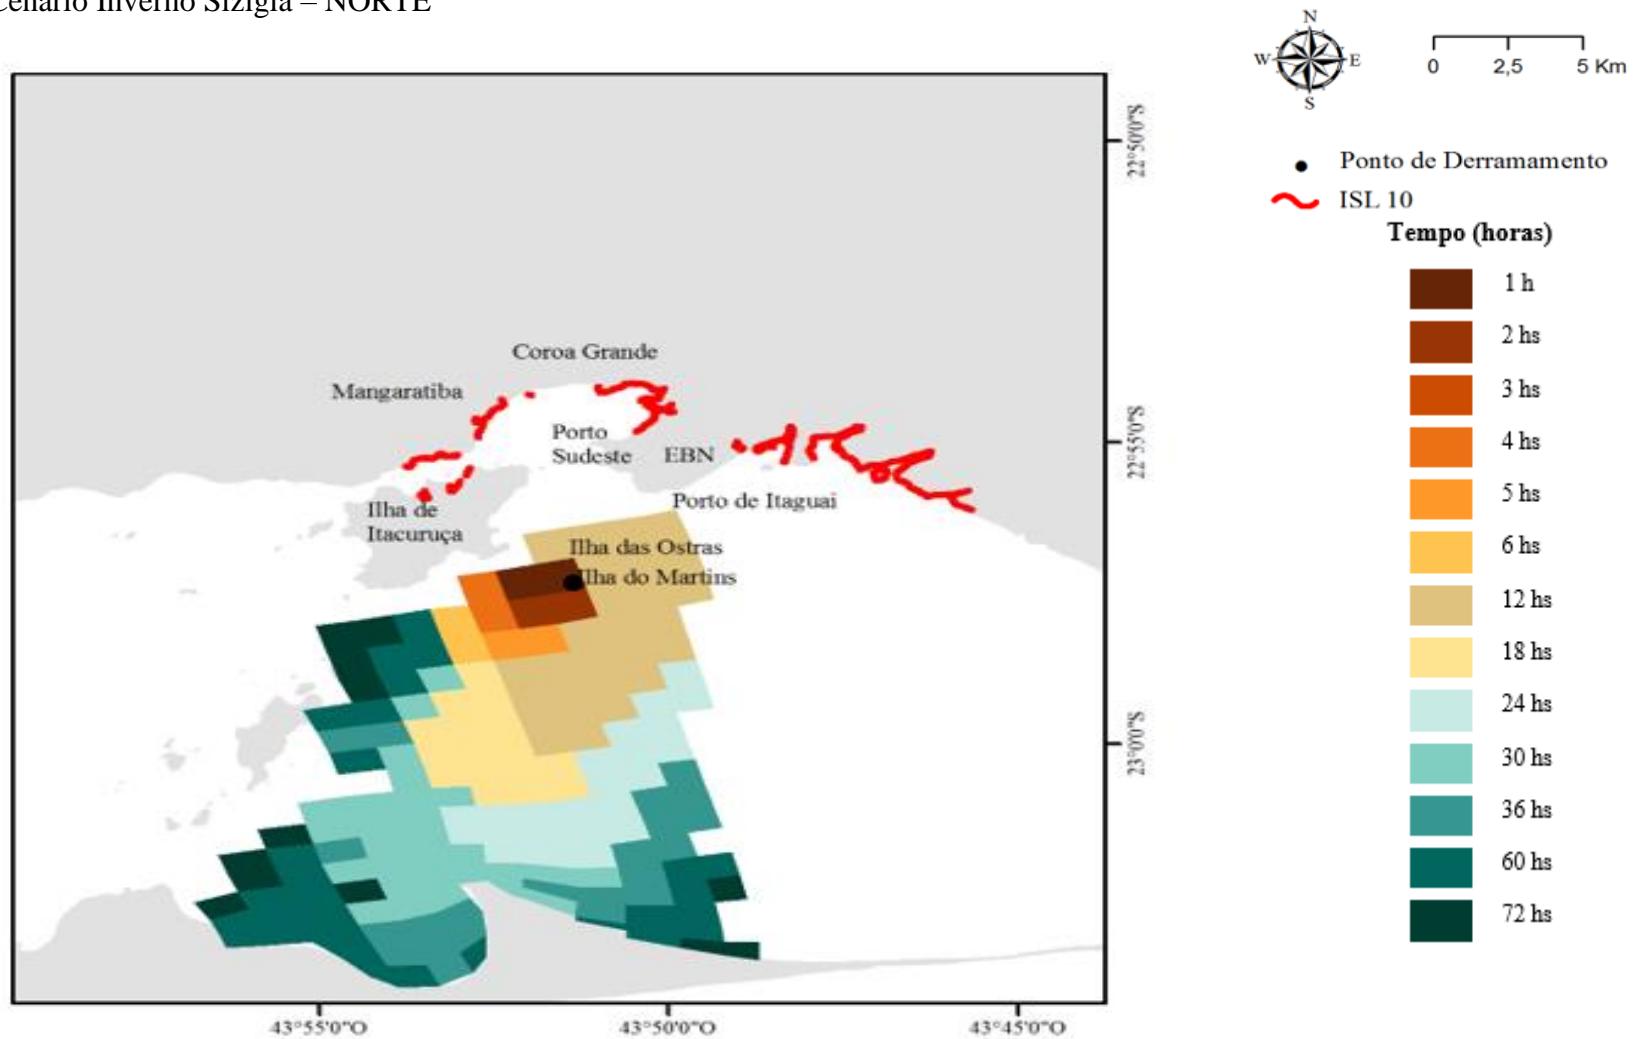 Cenário Inverno Sizígia – NORTE
N
W
E
S
0
2,5
5 Km
Ponto de Derramamento
ISL 10
Tempo (horas)
1 h
2 hs
3 hs
4 hs
5 hs
6 hs
12 hs
18 hs
24 hs
30 hs
36 hs
60 hs
72 hs
Coroa Grande
Mangaratiba
Porto
Sudeste
EBN
Porto de Itaguai
Ilha de
Itacuruça
Ilha das Ostras
Ilha do Martins
22°50'0"S
22°55'0"S
23°0'0"S
43°55'0"O
43°50'0"O
43°45'0"O